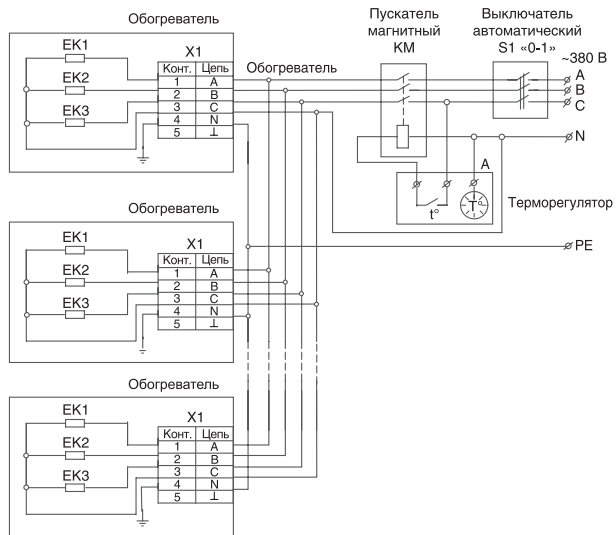 Обогреватель
Пускатель
магнитный
КМ
Выключатель
автоматический
S1 «0-1»
~380 В
EK1
EK2
EK3
X1
Конт. Цепь
1 A
2 B
3 C
4 N
5 ⊥
Обогреватель
A
B
C
N
A
t°
T°
Терморегулятор
PE
Обогреватель
EK1
EK2
EK3
X1
Конт. Цепь
1 A
2 B
3 C
4 N
5 ⊥
Обогреватель
EK1
EK2
EK3
X1
Конт. Цепь
1 A
2 B
3 C
4 N
5 ⊥